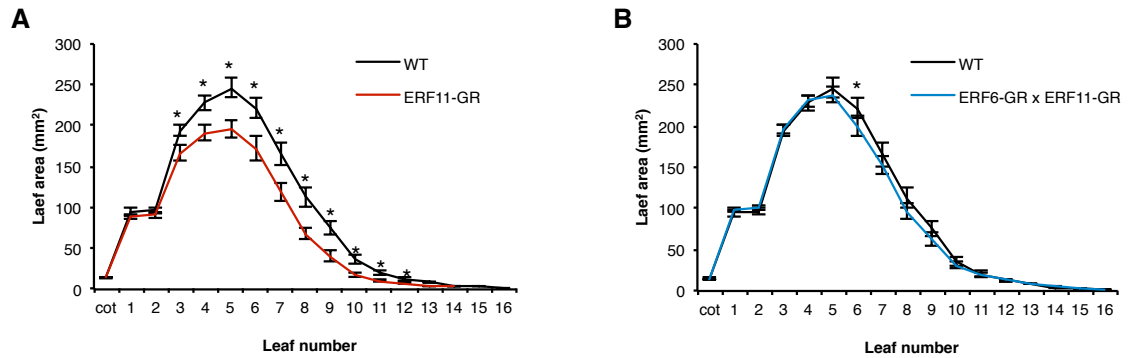 A
300
250
200
150
100
50
0
Laef area (mm²)
WT
ERF11-GR
* * * * * * * * * *
cot 1 2 3 4 5 6 7 8 9 10 11 12 13 14 15 16
Leaf number
B
300
250
200
150
100
50
0
Laef area (mm²)
WT
ERF6-GR x ERF11-GR
*
cot 1 2 3 4 5 6 7 8 9 10 11 12 13 14 15 16
Leaf number